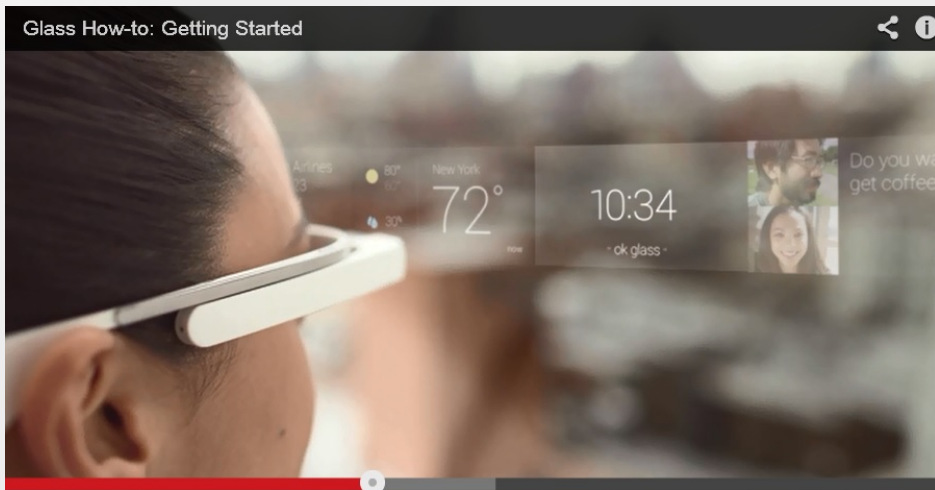 Glass How-to: Getting Started
Airlines
80°
60°
30%
New York
72°
now
10:34
- ok glass -
Do you wa
get coffee